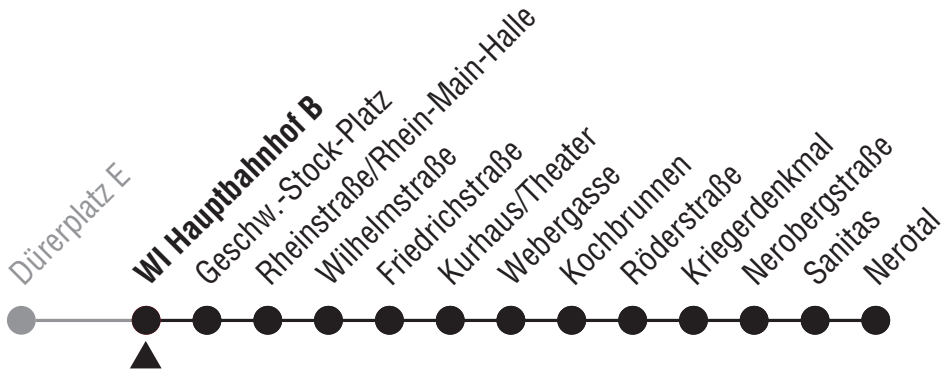 Dürerplatz E
WI Hauptbahnhof B
Geschw.-Stock-Platz
Rheinstraße/Rhein-Main-Halle
Wilhelmstraße
Friedrichstraße
Kurhaus/Theater
Webergasse
Kochbrunnen
Röderstraße
Kriegerdenkmal
Nerobergstraße
Sanitas
Nerotal